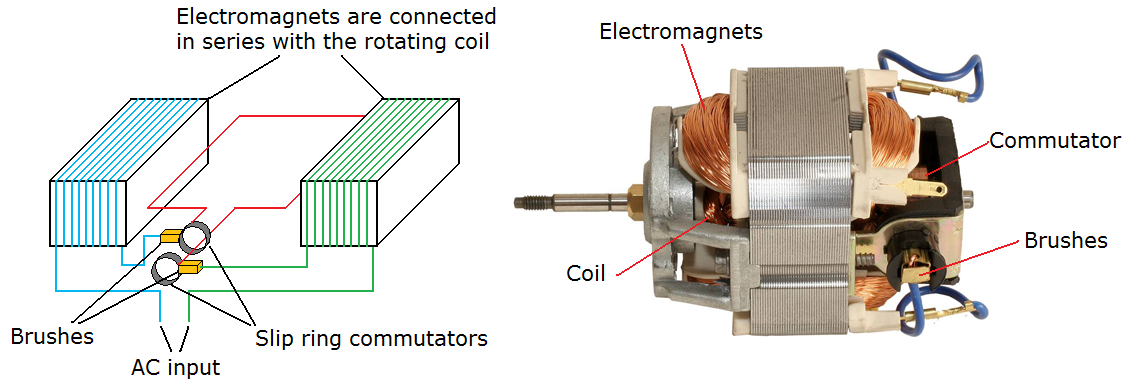 Electromagnets are connected
in series with the rotating coil
Brushes
Slip ring commutators
AC input
Electromagnets
Commutator
Coil
Brushes